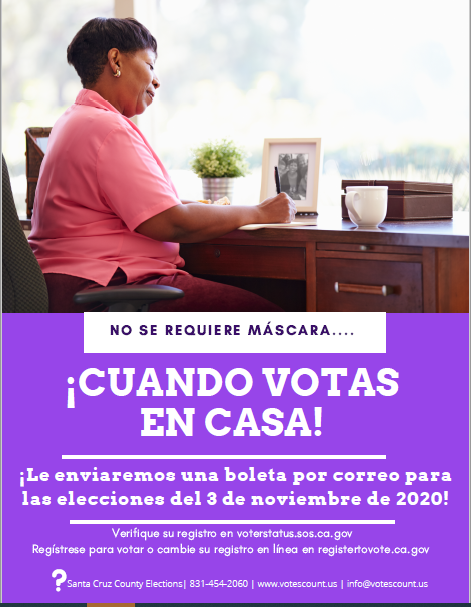 NO SE REQUIERE MÁSCARA....
¡CUANDO VOTAS
EN CASA!
¡Le enviaremos una boleta por correo para
las elecciones del 3 de noviembre de 2020!
Verifique su registro en voterstatus.sos.ca.gov
Regístrese para votar o cambie su registro en línea en registertovote.ca.gov
?Santa Cruz County Elections| 831-454-2060 | www.votescount.us | info@votescount.us